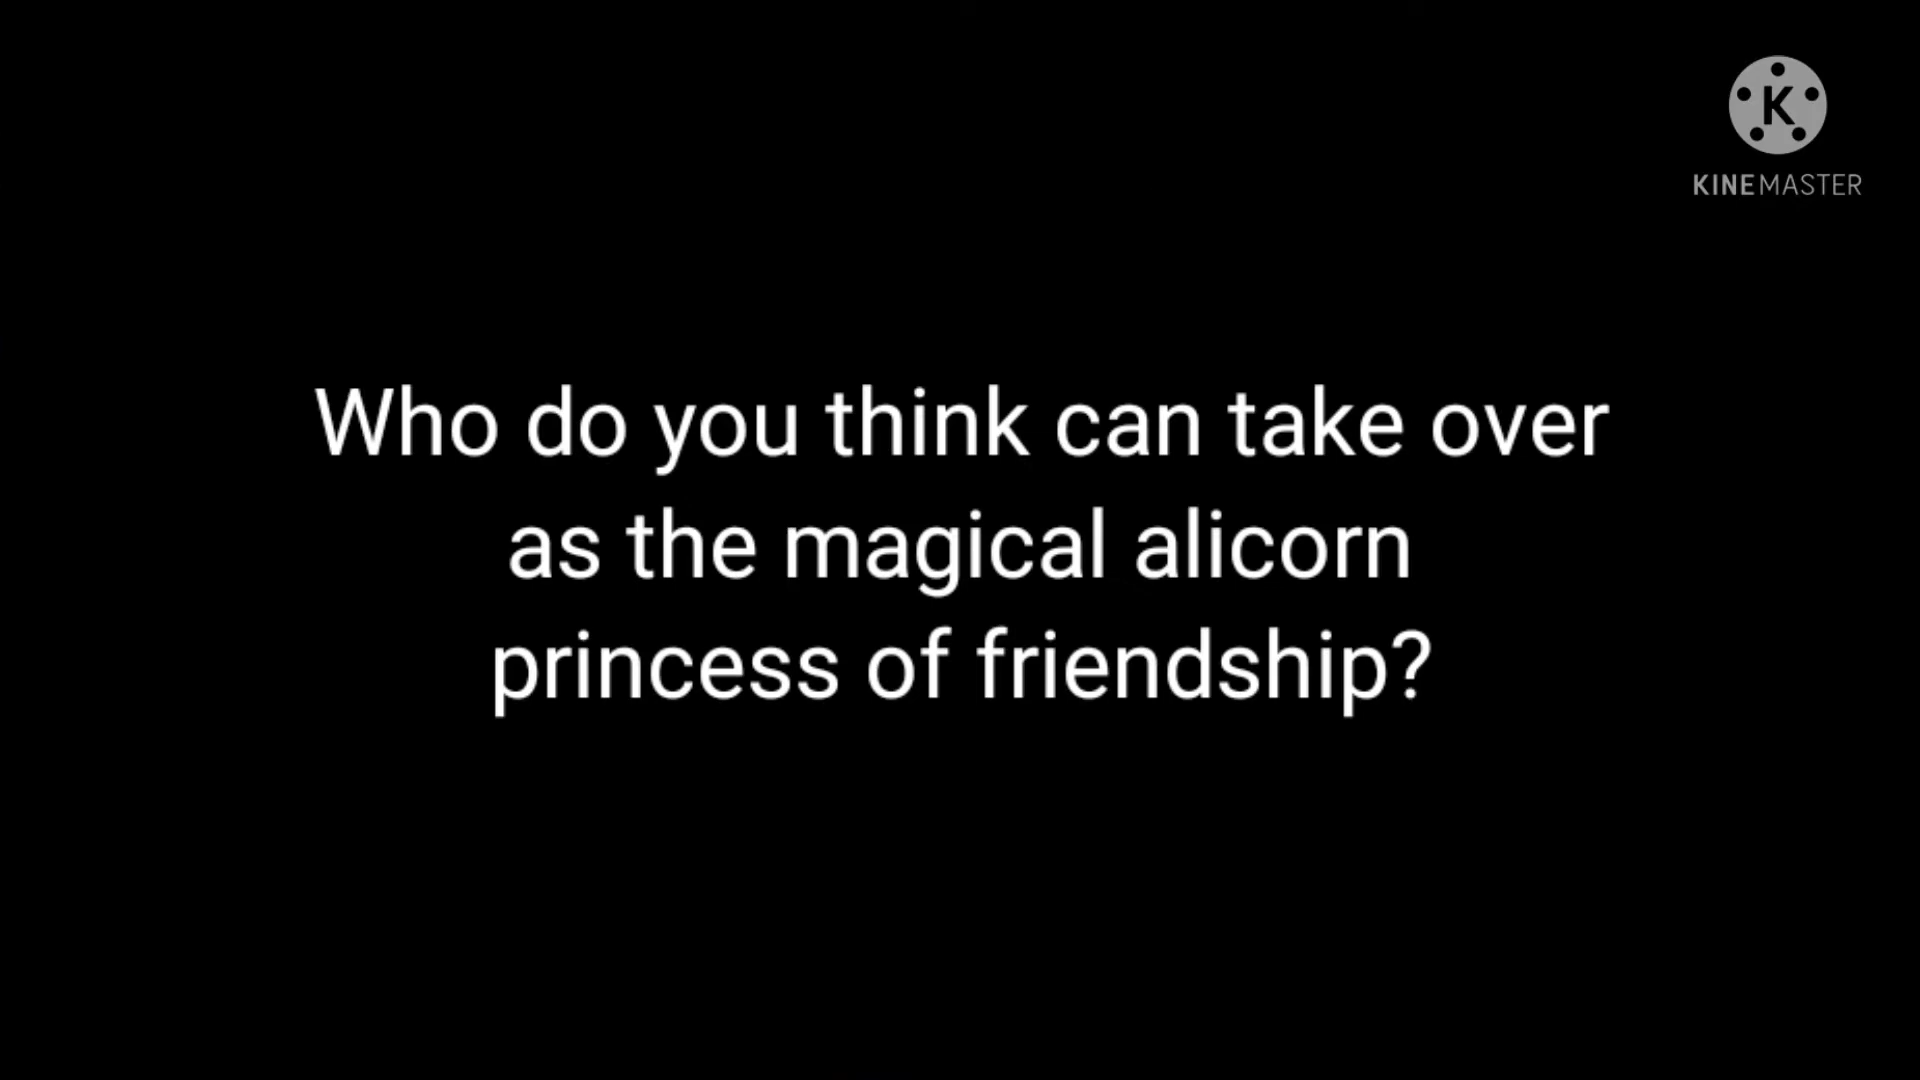 K
KINEMASTER
Who do you think can take over
as the magical alicorn
princess of friendship?